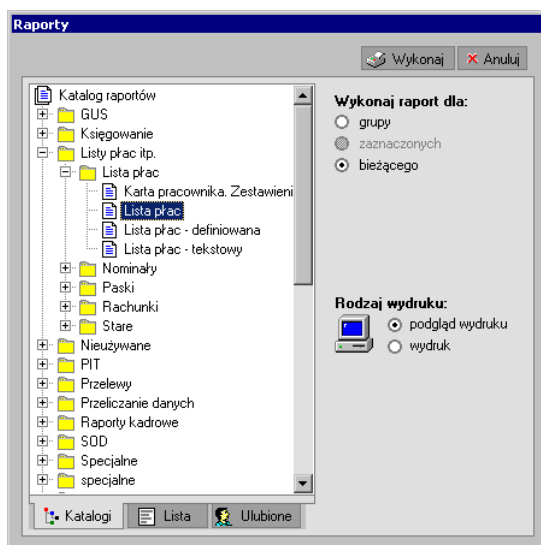 Raporty
Wykonaj
Anuluj
Katalog raportów
GUS
Księgowanie
Listy płac itp.
Lista płac
Karta pracownika. Zestawieni
Lista płac
Lista płac - definiowana
Lista płac - tekstowy
Nominały
Paski
Rachunki
Stare
Nieużywane
PIT
Przelewy
Przeliczanie danych
Raporty kadrowe
SOD
Specjalne
specjalne
Katalogi
Lista
Ulubione
Wykonaj raport dla:
grupy
zaznaczonych
bieżącego
Rodzaj wydruku:
podgląd wydruku
wydruk